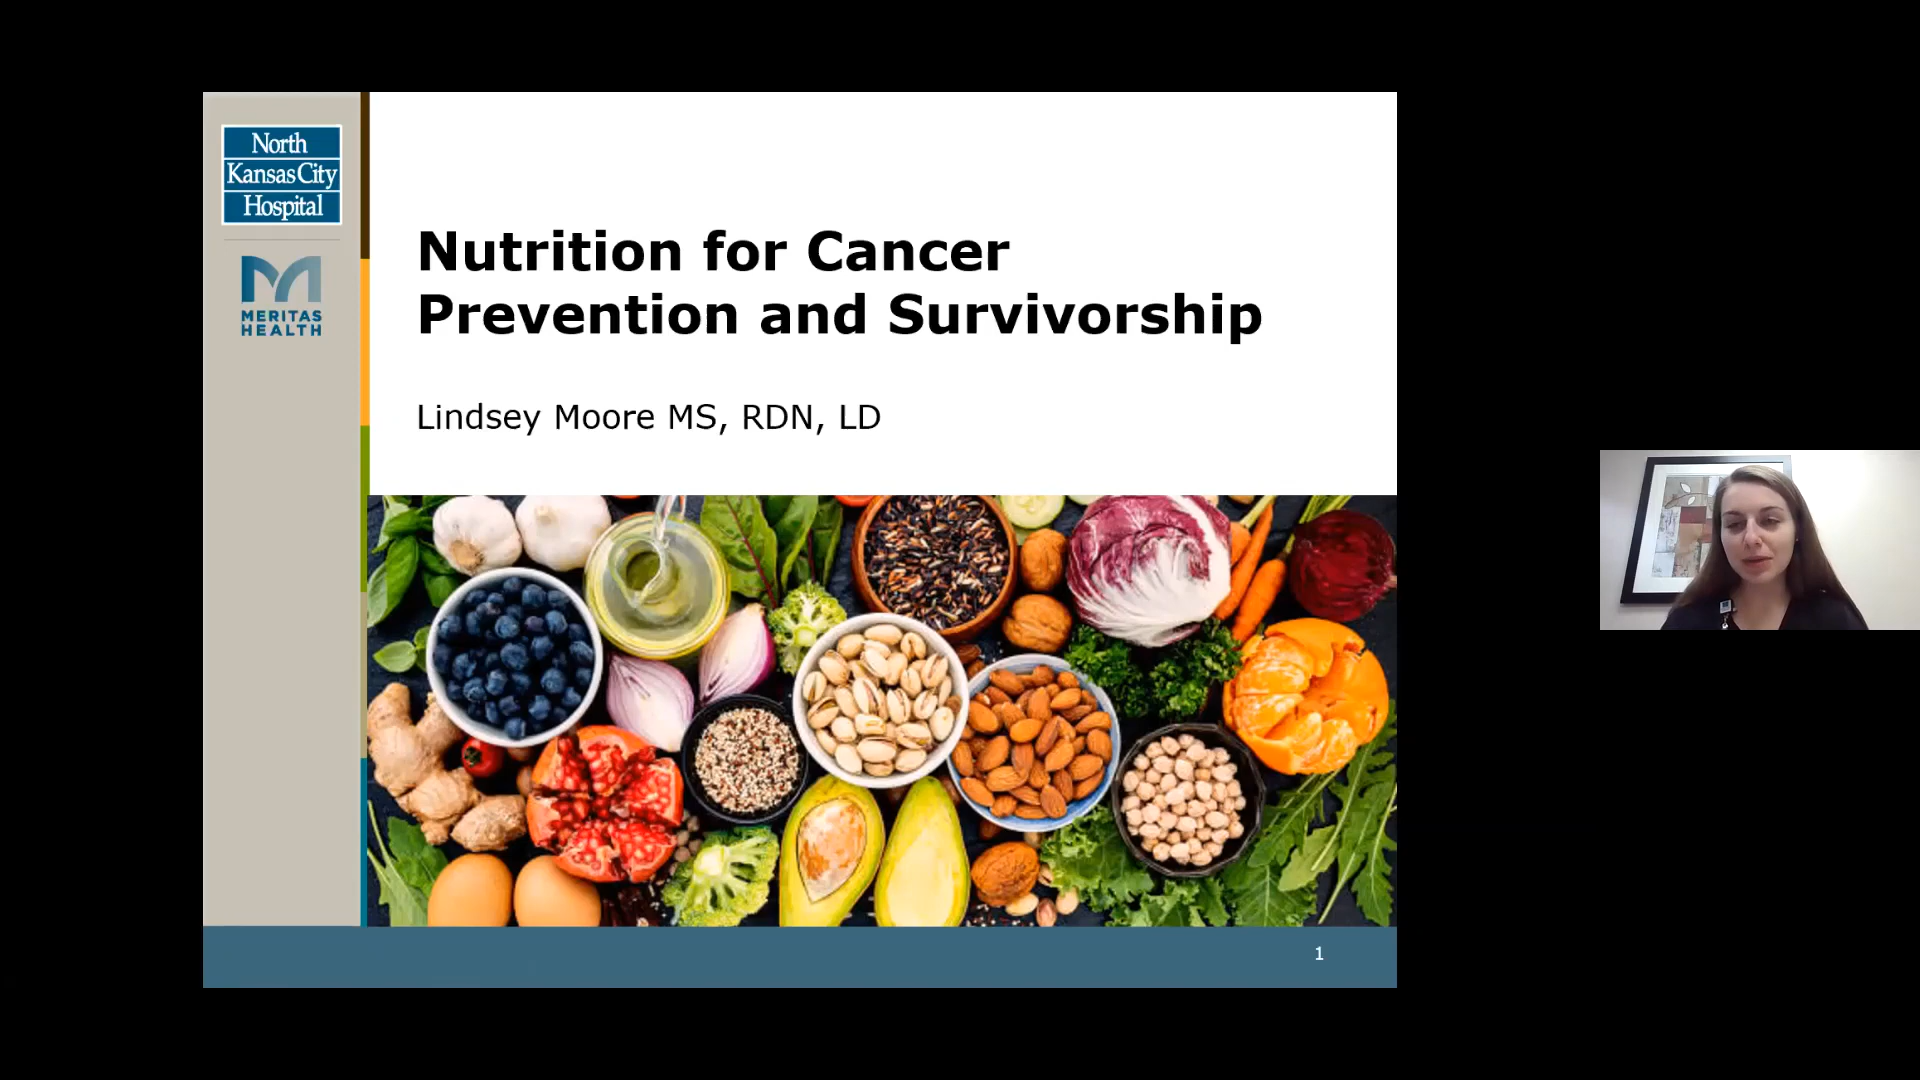 North
Kansas City
Hospital
MERITAS
HEALTH
Nutrition for Cancer
Prevention and Survivorship
Lindsey Moore MS, RDN, LD
1